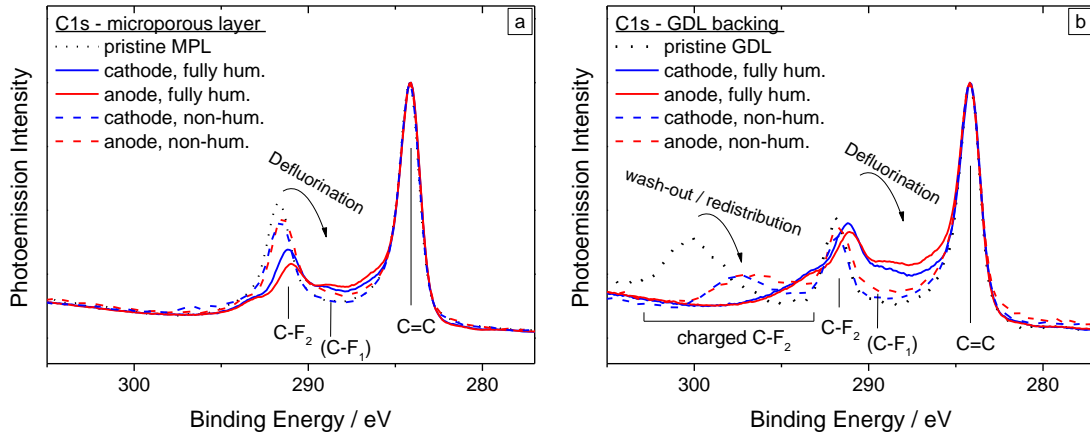 C1s - microporous layer
a
pristine MPL
cathode, fully hum.
anode, fully hum.
cathode, non-hum.
anode, non-hum.
Defluorination
C-F₂
(C-F₁)
C=C
Photoemission Intensity
305 300 290 280
Binding Energy / eV
C1s - GDL backing
b
pristine GDL
cathode, fully hum.
anode, fully hum.
cathode, non-hum.
anode, non-hum.
Defluorination
wash-out / redistribution
charged C-F₂
C-F₂
(C-F₁)
C=C
Photoemission Intensity
300 290 280
Binding Energy / eV